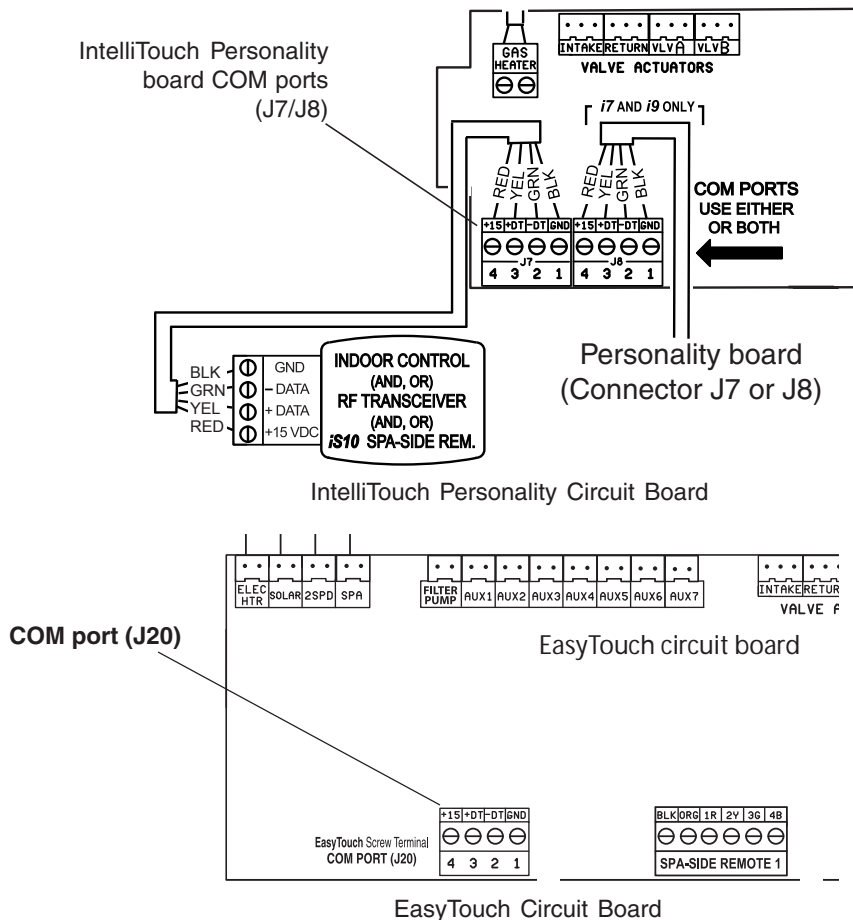 IntelliTouch Personality
board COM ports
(J7/J8)
GAS
HEATER
INTAKE RETURN VLV A VLV B
VALVE ACTUATORS
i7 AND i9 ONLY
RED YEL GRN BLK RED YEL GRN BLK
COM PORTS
USE EITHER
OR BOTH
+15 +DT -DT GND +15 +DT -DT GND
J7 J8
4 3 2 1 4 3 2 1
BLK GND
GRN - DATA
YEL + DATA
RED +15 VDC
INDOOR CONTROL
(AND, OR)
RF TRANSCEIVER
(AND, OR)
iS10 SPA-SIDE REM.
Personality board
(Connector J7 or J8)
IntelliTouch Personality Circuit Board
ELEC
HTR SOLAR 2SPD SPA
FILTER
PUMP AUX1 AUX2 AUX3 AUX4 AUX5 AUX6 AUX7
INTAKE RETUR
VALVE A
COM port (J20)
EasyTouch circuit board
+15 +DT -DT GND
EasyTouch Screw Terminal
COM PORT (J20)
4 3 2 1
BLK ORG 1R 2Y 3G 4B
SPA-SIDE REMOTE 1
EasyTouch Circuit Board